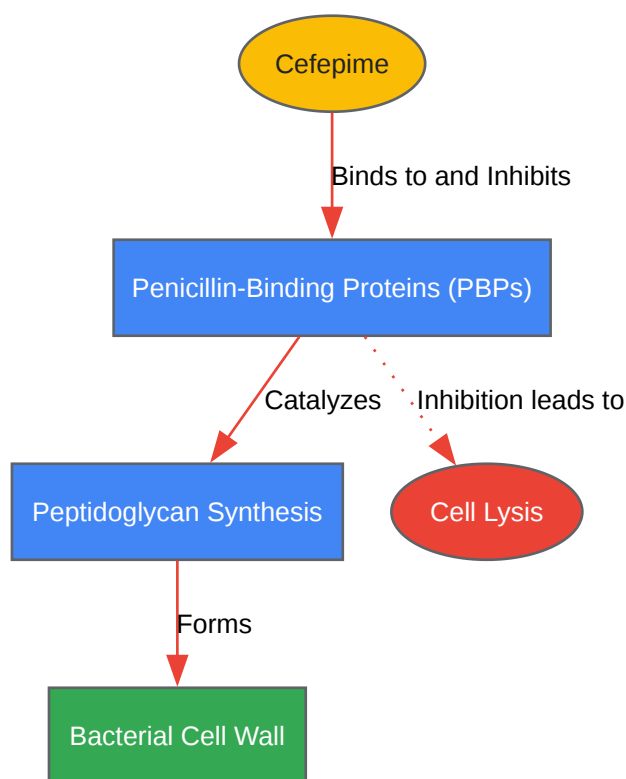 Cefepime
Binds to and Inhibits
Penicillin-Binding Proteins (PBPs)
Catalyzes
Inhibition leads to
Peptidoglycan Synthesis
Cell Lysis
Forms
Bacterial Cell Wall